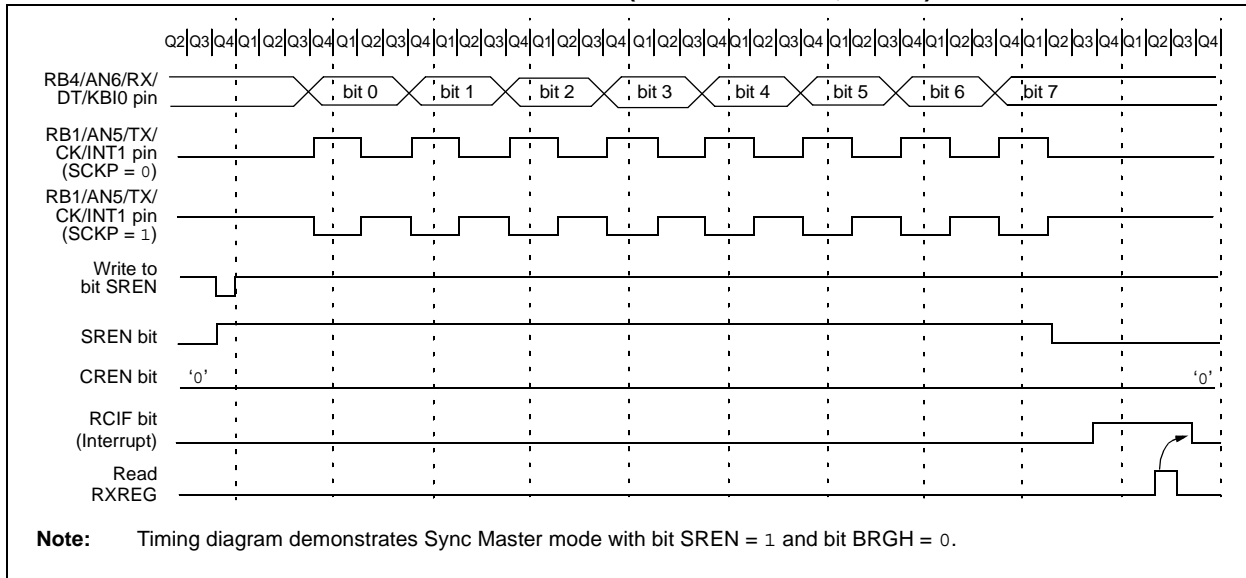 Q2 Q3 Q4 Q1 Q2 Q3 Q4 Q1 Q2 Q3 Q4 Q1 Q2 Q3 Q4 Q1 Q2 Q3 Q4 Q1 Q2 Q3 Q4 Q1 Q2 Q3 Q4 Q1 Q2 Q3 Q4 Q1 Q2 Q3 Q4 Q1 Q2 Q3 Q4 Q1 Q2 Q3 Q4
RB4/AN6/RX/
DT/KBI0 pin
bit 0 bit 1 bit 2 bit 3 bit 4 bit 5 bit 6 bit 7
RB1/AN5/TX/
CK/INT1 pin
(SCKP = 0)
RB1/AN5/TX/
CK/INT1 pin
(SCKP = 1)
Write to
bit SREN
SREN bit
CREN bit ‘0’ ‘0’
RCIF bit
(Interrupt)
Read
RXREG
Note: Timing diagram demonstrates Sync Master mode with bit SREN = 1 and bit BRGH = 0.